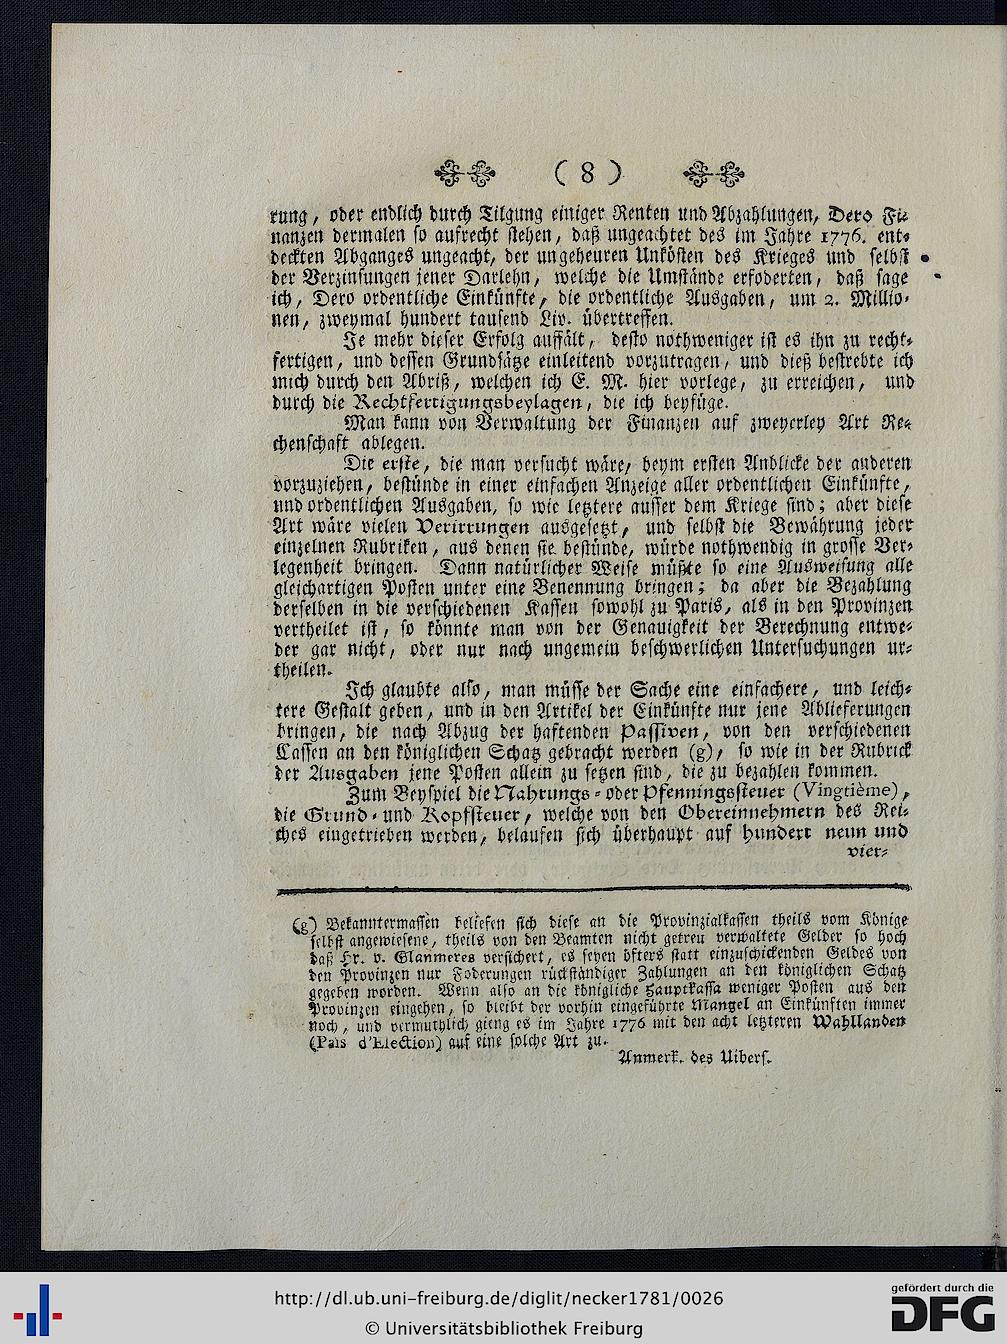 ( 8 )
rung, oder endlich durch Tilgung einiger Renten und Abzahlungen, Dero Fi-
nanzen dermalen so aufrecht stehen, daß ungeachtet des im Jahre 1776. ent-
deckten Abganges ungeacht, der ungeheuren Unkösten des Krieges und selbst
der Verzinsungen jener Darlehn, welche die Umstände erfoderten, daß sage
ich, Dero ordentliche Einkünfte, die ordentliche Ausgaben, um 2. Millio-
nen, zweymal hundert tausend Liv. übertreffen.
Je mehr dieser Erfolg auffält, desto nothweniger ist es ihn zu recht-
fertigen, und dessen Grundsätze einleitend vorzutragen, und dieß bestrebte ich
mich durch den Abriß, welchen ich E. M. hier vorlege, zu erreichen, und
durch die Rechtfertigungsbeylagen, die ich beyfüge.
Man kann von Verwaltung der Finanzen auf zweyerley Art Re-
chenschaft ablegen.
Die erste, die man versucht wäre, beym ersten Anblicke der anderen
vorzuziehen, bestünde in einer einfachen Anzeige aller ordentlichen Einkünfte,
und ordentlichen Ausgaben, so wie letztere ausser dem Kriege sind; aber diese
Art wäre vielen Verirrungen ausgesetzt, und selbst die Bewährung jeder
einzelnen Rubriken, aus denen sie bestünde, würde nothwendig in grosse Ver-
legenheit bringen. Dann natürlicher Weise müßte so eine Ausweisung alle
gleichartigen Posten unter eine Benennung bringen; da aber die Bezahlung
derselben in die verschiedenen Kassen sowohl zu Paris, als in den Provinzen
vertheilet ist, so könnte man von der Genauigkeit der Berechnung entwe-
der gar nicht, oder nur nach ungemein beschwerlichen Untersuchungen ur-
theilen.
Ich glaubte also, man müsse der Sache eine einfachere, und leich-
tere Gestalt geben, und in den Artikel der Einkünfte nur jene Ablieferungen
bringen, die nach Abzug der haftenden Passiven, von den verschiedenen
Cassen an den königlichen Schatz gebracht werden (g), so wie in der Rubrick
der Ausgaben jene Posten allein zu setzen sind, die zu bezahlen kommen.
Zum Beyspiel die Nahrungs- oder Pfenningssteuer (Vingtième),
die Grund- und Kopfsteuer, welche von den Obereinnehmern des Rei-
ches eingetrieben werden, belaufen sich überhaupt auf hundert neun und
vier-
(g) Bekanntermassen beliefen sich diese an die Provinzialkassen theils vom Könige
selbst angewiesene, theils von den Beamten nicht getreu verwaltete Gelder so hoch
daß Hr. v. Glanmeres versichert, es seyen öfters statt einzuschickenden Geldes von
den Provinzen nur Foderungen rückständiger Zahlungen an den königlichen Schatz
gegeben worden. Wenn also an die königliche Hauptkassa weniger Posten aus den
Provinzen eingehen, so bleibt der vorhin eingeführte Mangel an Einkünften immer
noch, und vermuthlich gieng es im Jahre 1776 mit den acht letzteren Wahllanden
(Pais d'Election) auf eine solche Art zu.
Anmerk. des Uibers.
http://dl.ub.uni-freiburg.de/diglit/necker1781/0026
© Universitätsbibliothek Freiburg
gefördert durch die
DFG